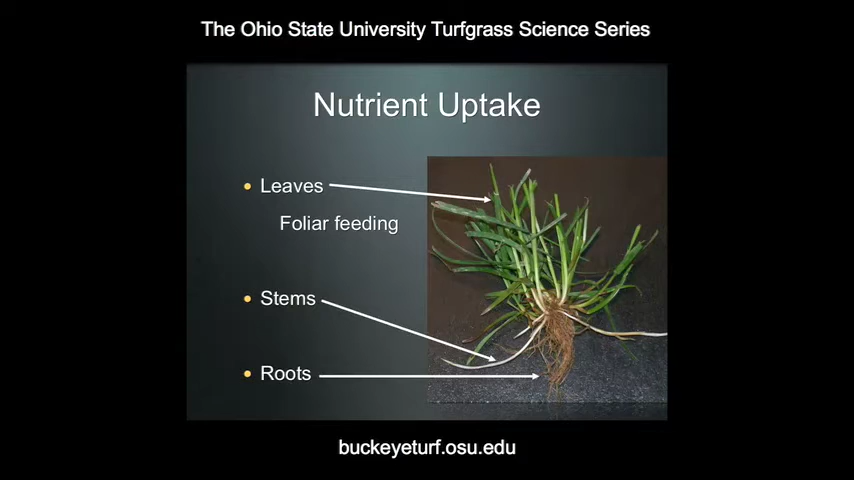 The Ohio State University Turfgrass Science Series
Nutrient Uptake
• Leaves
Foliar feeding
• Stems
• Roots
buckeyeturf.osu.edu